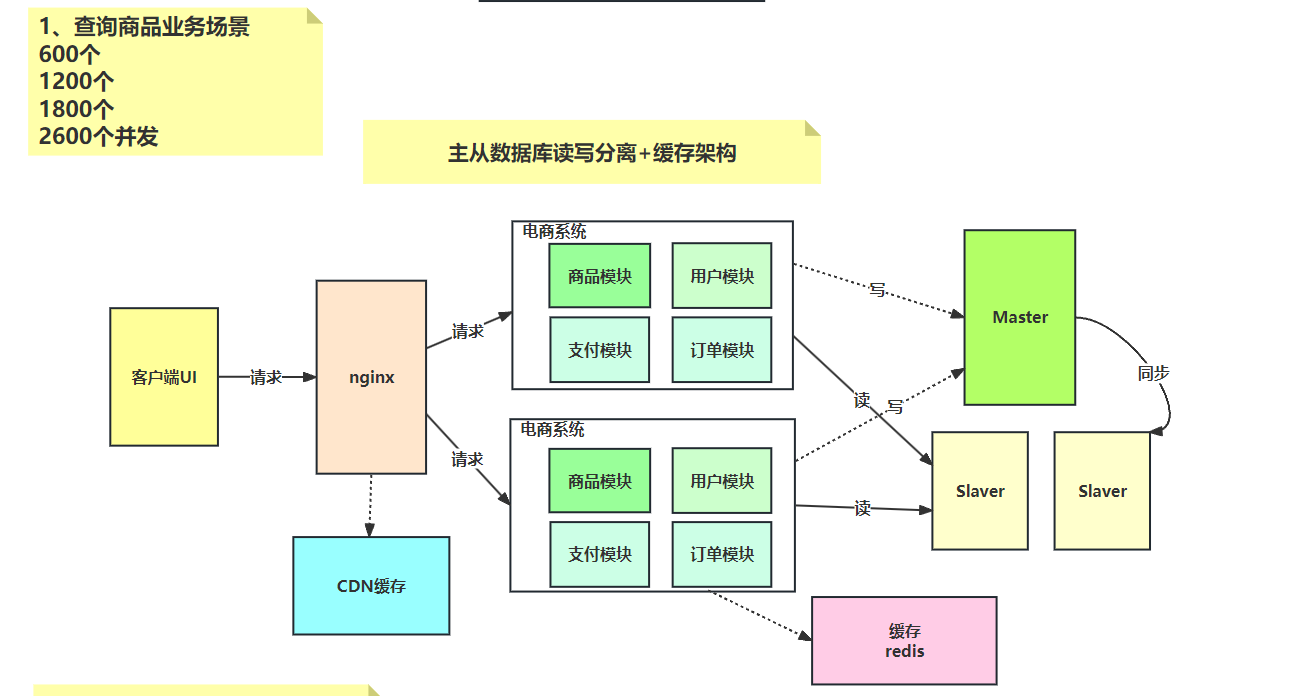 1、查询商品业务场景
600个
1200个
1800个
2600个并发
主从数据库读写分离+缓存架构
客户端UI
请求
nginx
请求
请求
CDN缓存
电商系统
商品模块
用户模块
支付模块
订单模块
电商系统
商品模块
用户模块
支付模块
订单模块
写
读
写
读
Master
同步
Slaver
Slaver
缓存
redis